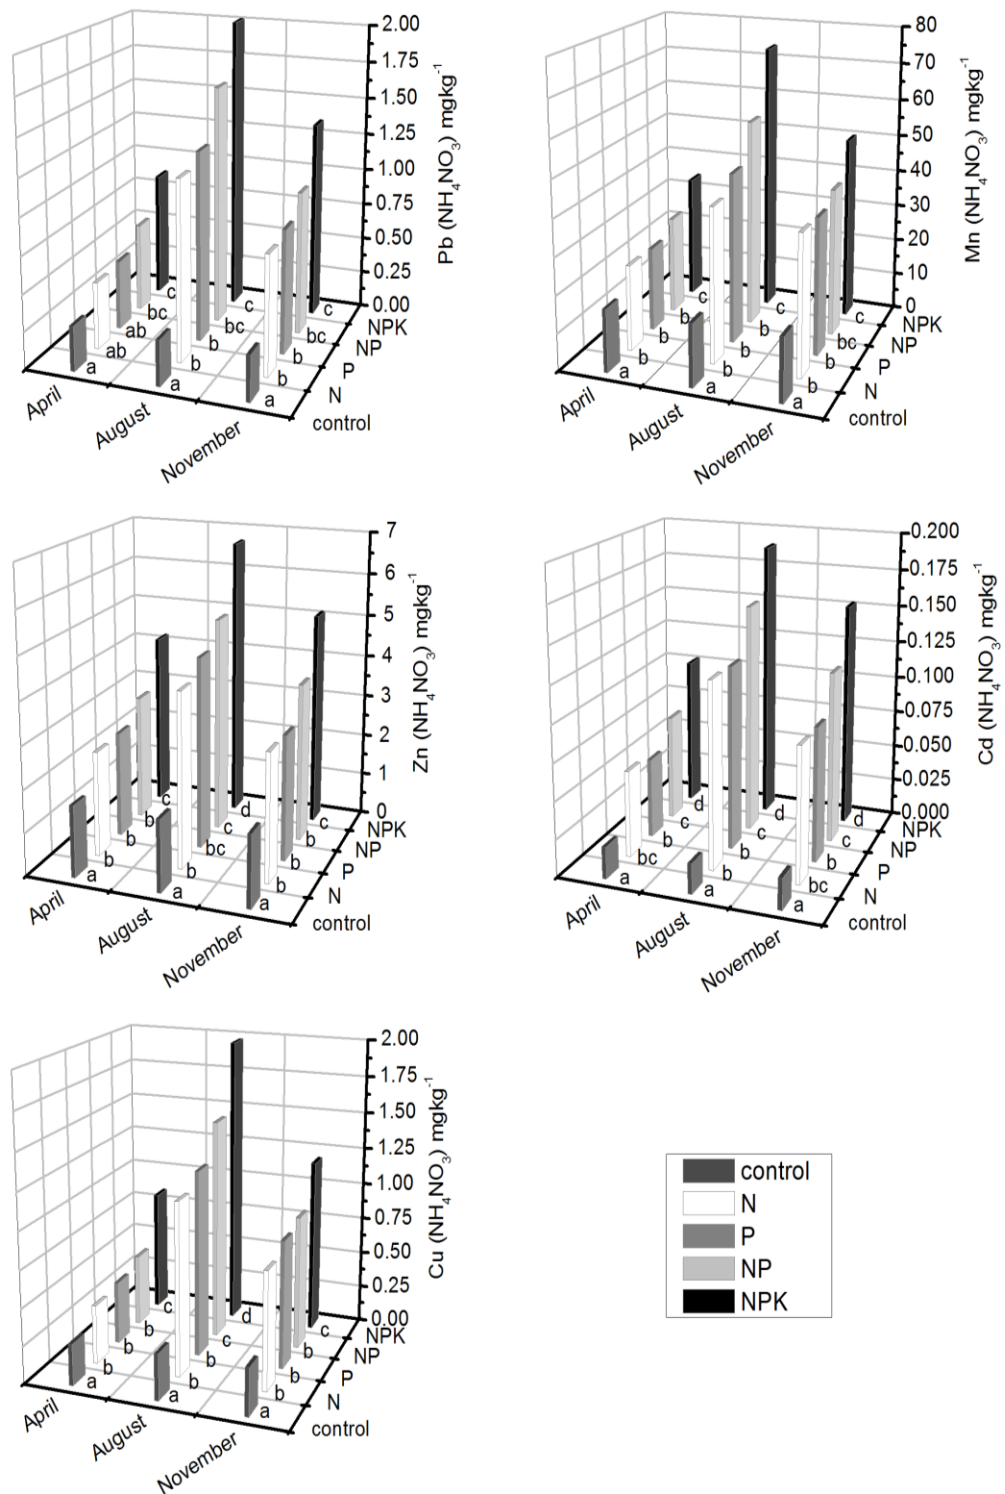 2.00
1.75
1.50
1.25
1.00
0.75
0.50
0.25
0.00
Pb (NH₄NO₃) mgkg⁻¹
c
c
c
bc
bc
bc
ab
b
b
ab
b
b
a
a
a
NPK
NP
P
N
control
April
August
November
80
70
60
50
40
30
20
10
0
Mn (NH₄NO₃) mgkg⁻¹
c
c
c
b
b
bc
b
b
b
b
b
b
a
a
a
NPK
NP
P
N
control
April
August
November
7
6
5
4
3
2
1
0
Zn (NH₄NO₃) mgkg⁻¹
c
d
c
b
c
b
b
bc
b
b
b
b
a
a
a
NPK
NP
P
N
control
April
August
November
0.200
0.175
0.150
0.125
0.100
0.075
0.050
0.025
0.000
Cd (NH₄NO₃) mgkg⁻¹
d
d
d
c
c
c
b
b
b
bc
b
bc
a
a
a
NPK
NP
P
N
control
April
August
November
2.00
1.75
1.50
1.25
1.00
0.75
0.50
0.25
0.00
Cu (NH₄NO₃) mgkg⁻¹
c
d
c
b
c
b
b
b
b
b
b
b
a
a
a
NPK
NP
P
N
control
April
August
November
control
N
P
NP
NPK